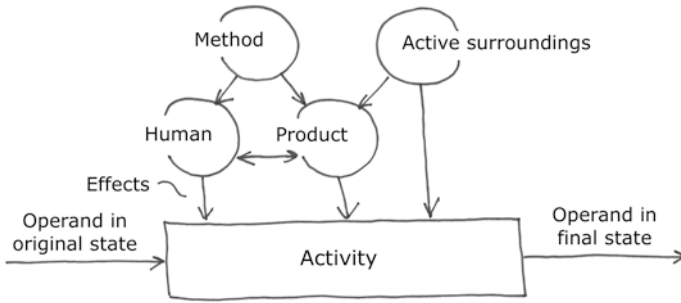 Method
Active surroundings
Human
Product
Effects
Operand in
original state
Activity
Operand in
final state